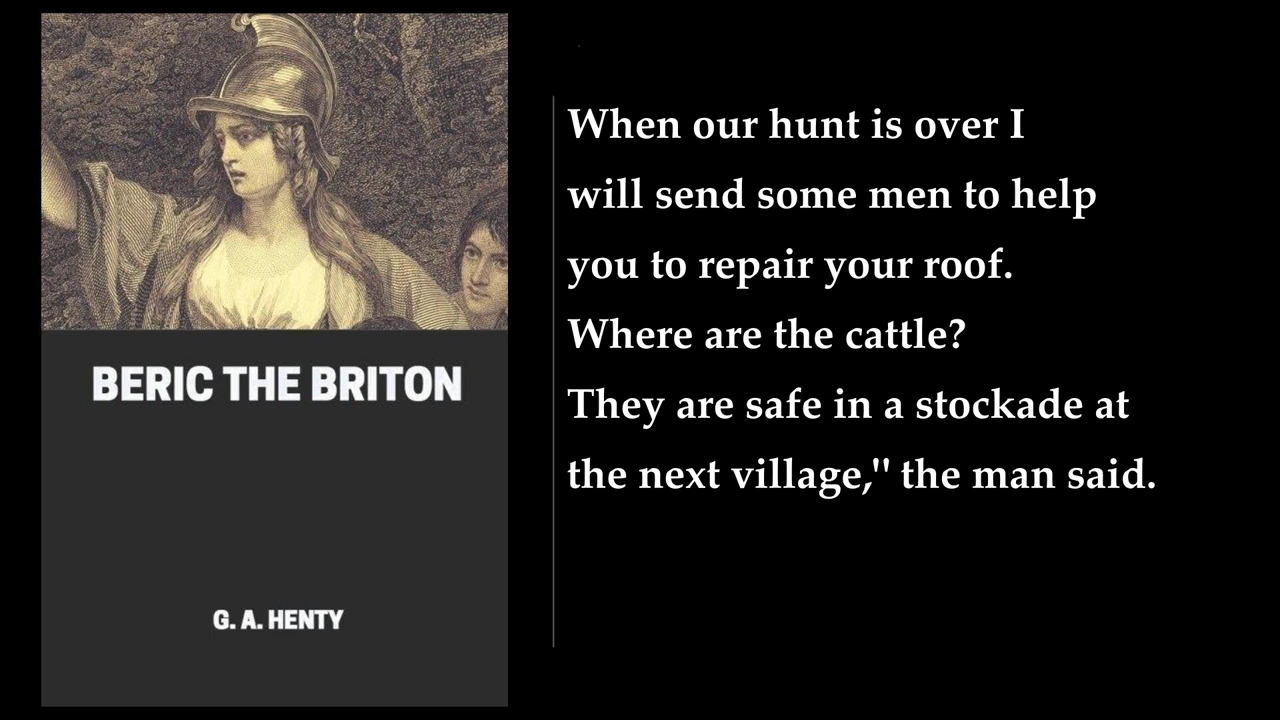 BERIC THE BRITON
G. A. HENTY
When our hunt is over I
will send some men to help
you to repair your roof.
Where are the cattle?
They are safe in a stockade at
the next village," the man said.